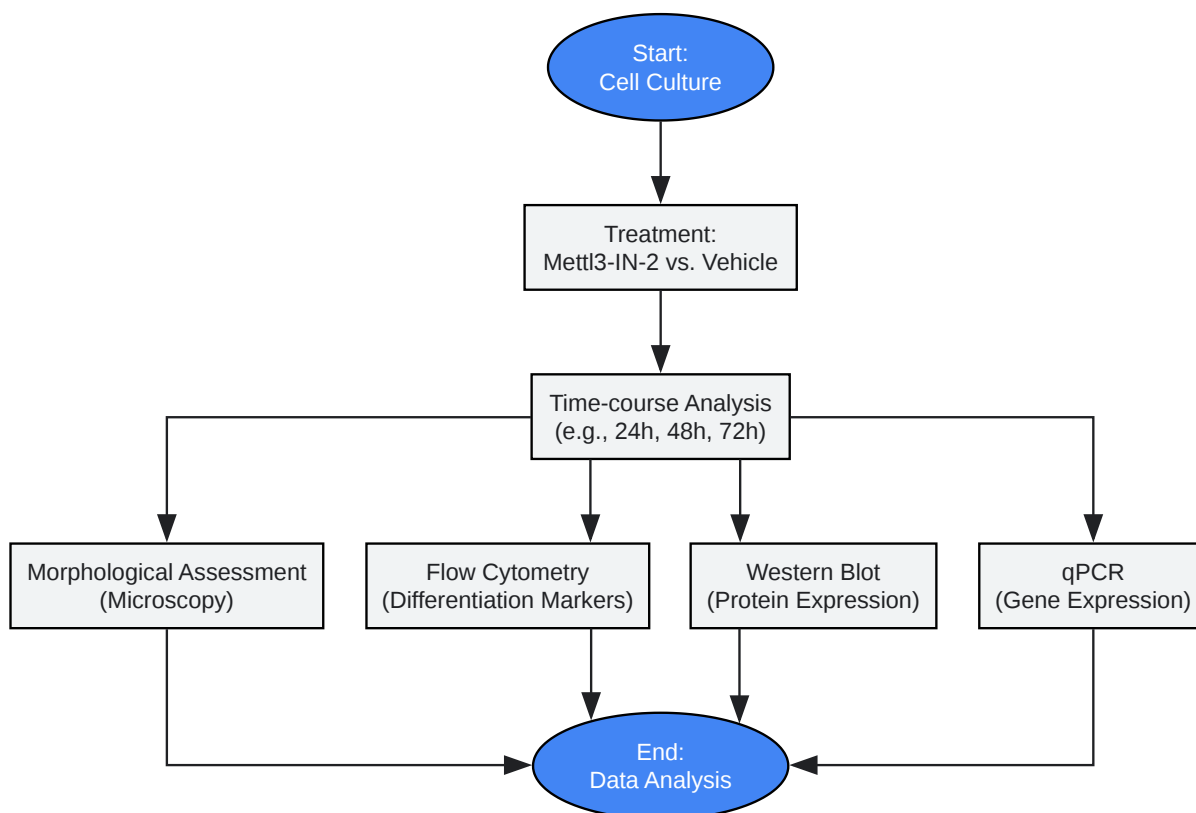 Start:
Cell Culture
Treatment:
Mettl3-IN-2 vs. Vehicle
Time-course Analysis
(e.g., 24h, 48h, 72h)
Morphological Assessment
(Microscopy)
Flow Cytometry
(Differentiation Markers)
Western Blot
(Protein Expression)
qPCR
(Gene Expression)
End:
Data Analysis